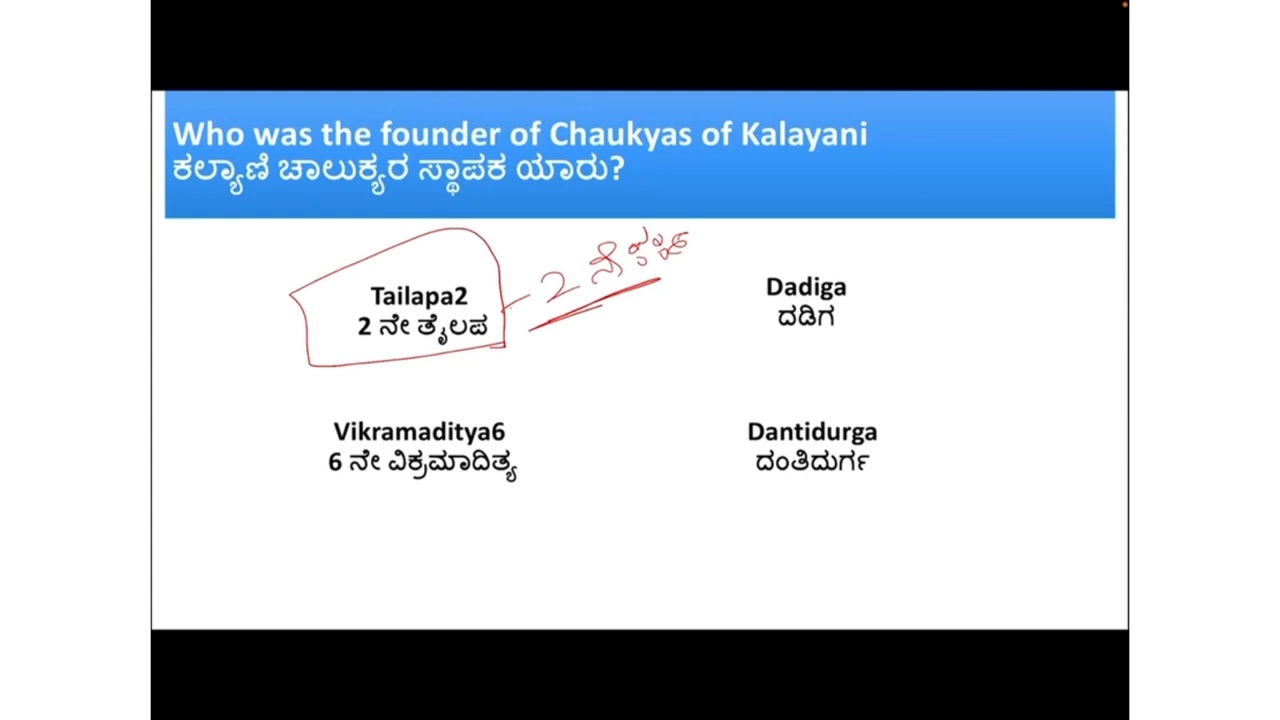 Who was the founder of Chaukyas of Kalayani
ಕಲ್ಯಾಣಿ ಚಾಲುಕ್ಯರ ಸ್ಥಾಪಕ ಯಾರು?
Tailapa2
2 ನೇ ತೈಲಪ
2 ನೇ
Dadiga
ದಡಿಗ
Vikramaditya6
6 ನೇ ವಿಕ್ರಮಾದಿತ್ಯ
Dantidurga
ದಂತಿದುರ್ಗ